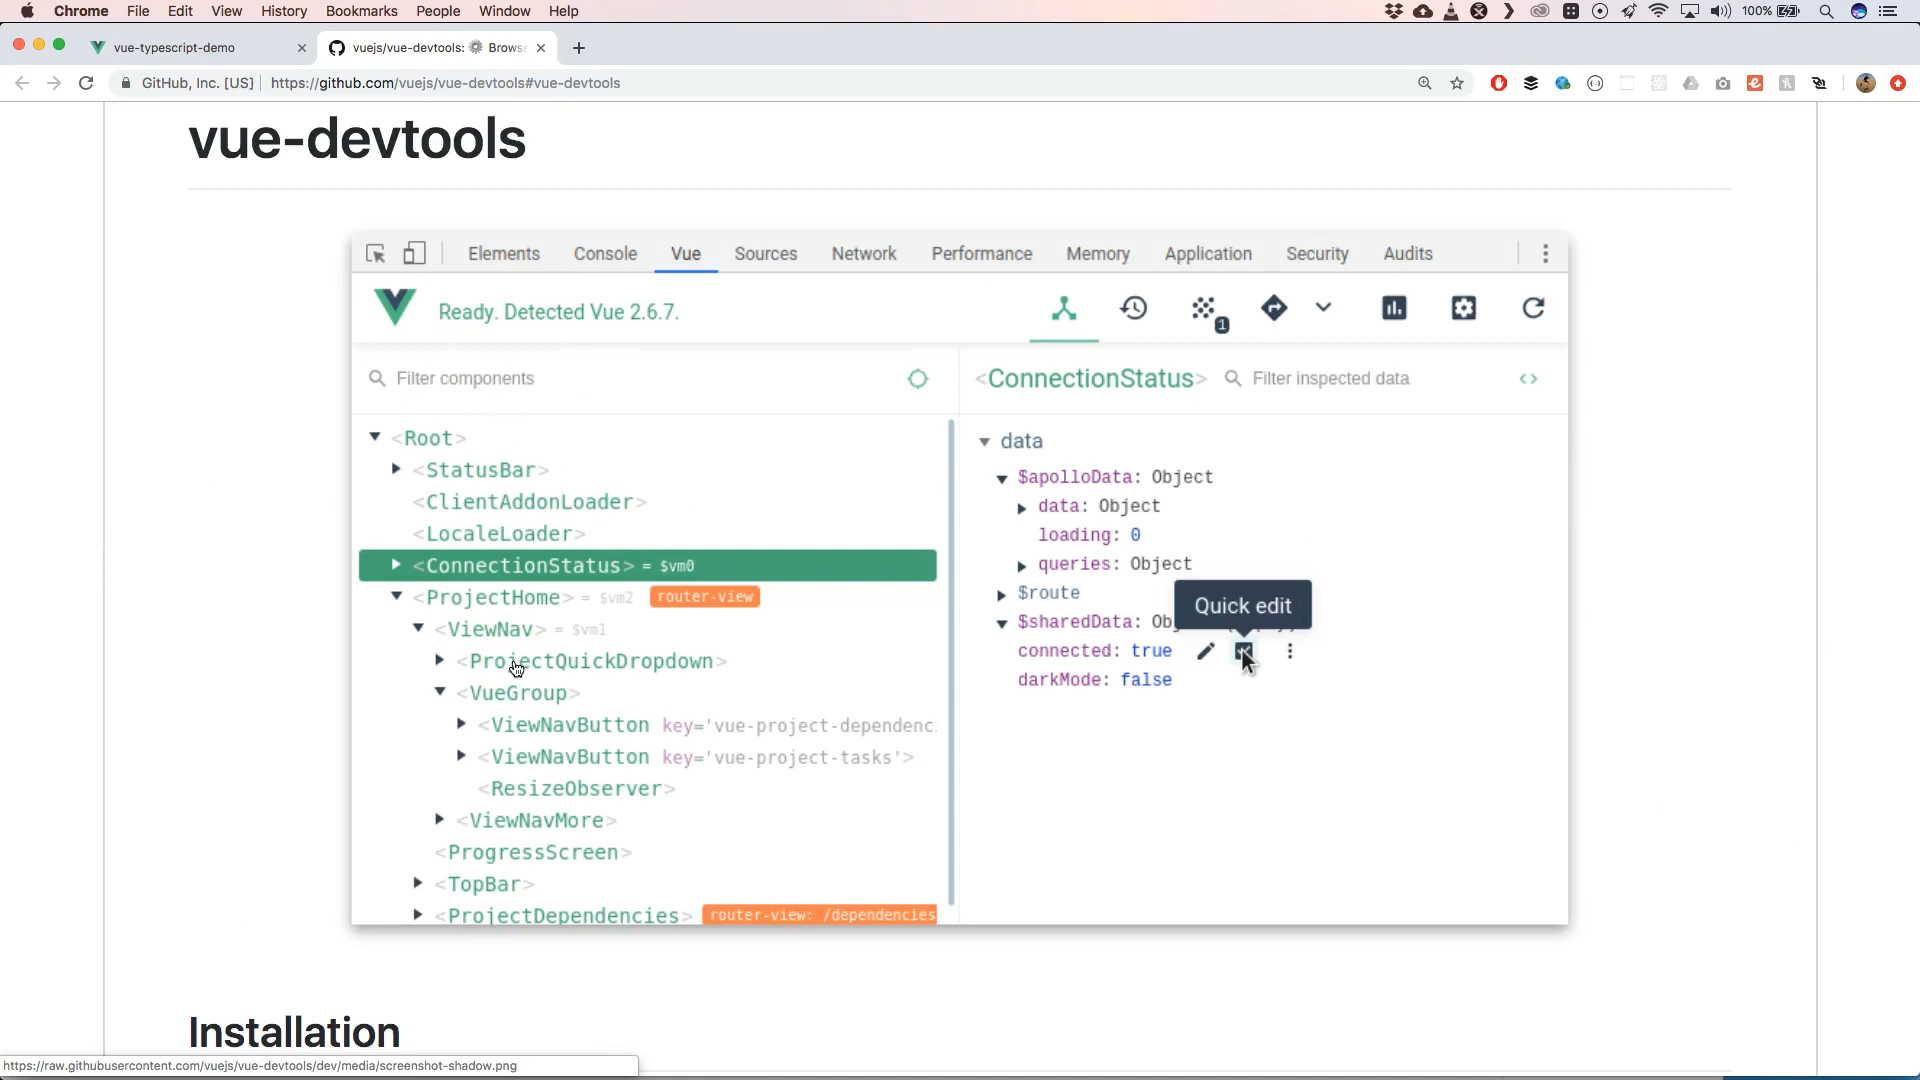 Chrome File Edit View History Bookmarks People Window Help 100%
vue-typescript-demo
vuejs/vue-devtools: Browse
GitHub, Inc. [US] https://github.com/vuejs/vue-devtools#vue-devtools
vue-devtools
Elements Console Vue Sources Network Performance Memory Application Security Audits
Ready. Detected Vue 2.6.7.
1
Filter components
<Root>
<StatusBar>
<ClientAddonLoader>
<LocaleLoader>
<ConnectionStatus> = $vm0
<ProjectHome> = $vm2 router-view
<ViewNav> = $vm1
<ProjectQuickDropdown>
<VueGroup>
<ViewNavButton key='vue-project-dependenc
<ViewNavButton key='vue-project-tasks'>
<ResizeObserver>
<ViewNavMore>
<ProgressScreen>
<TopBar>
<ProjectDependencies> router-view: /dependencies
<ConnectionStatus> Filter inspected data <>
data
$apolloData: Object
data: Object
loading: 0
queries: Object
$route
Quick edit
$sharedData:
connected: true
darkMode: false
Installation
https://raw.githubusercontent.com/vuejs/vue-devtools/dev/media/screenshot-shadow.png